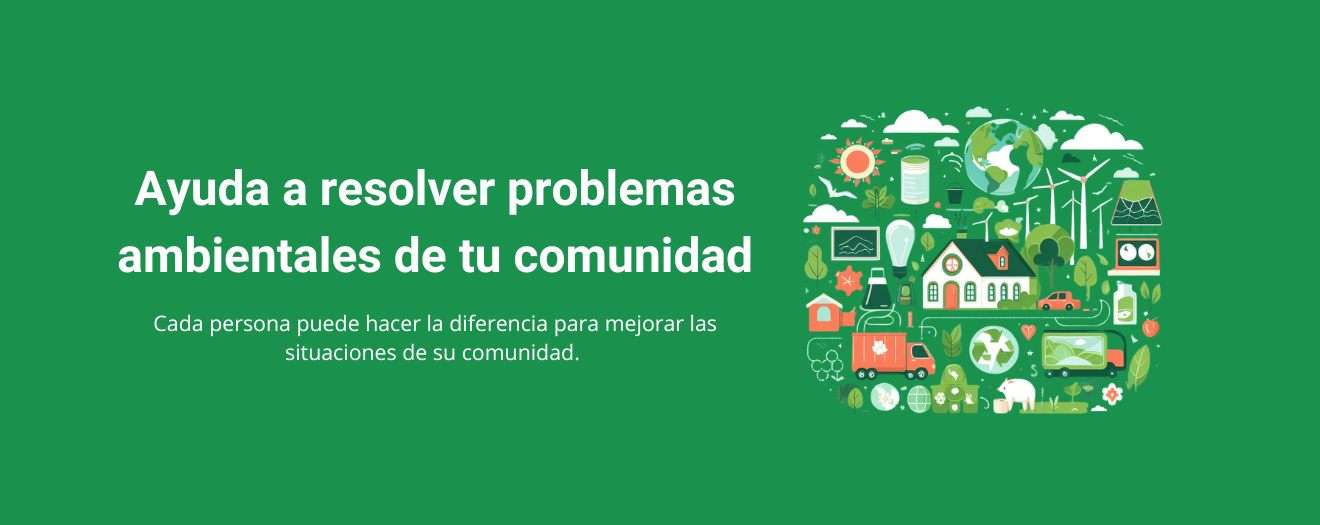 Ayuda a resolver problemas
ambientales de tu comunidad
Cada persona puede hacer la diferencia para mejorar las
situaciones de su comunidad.